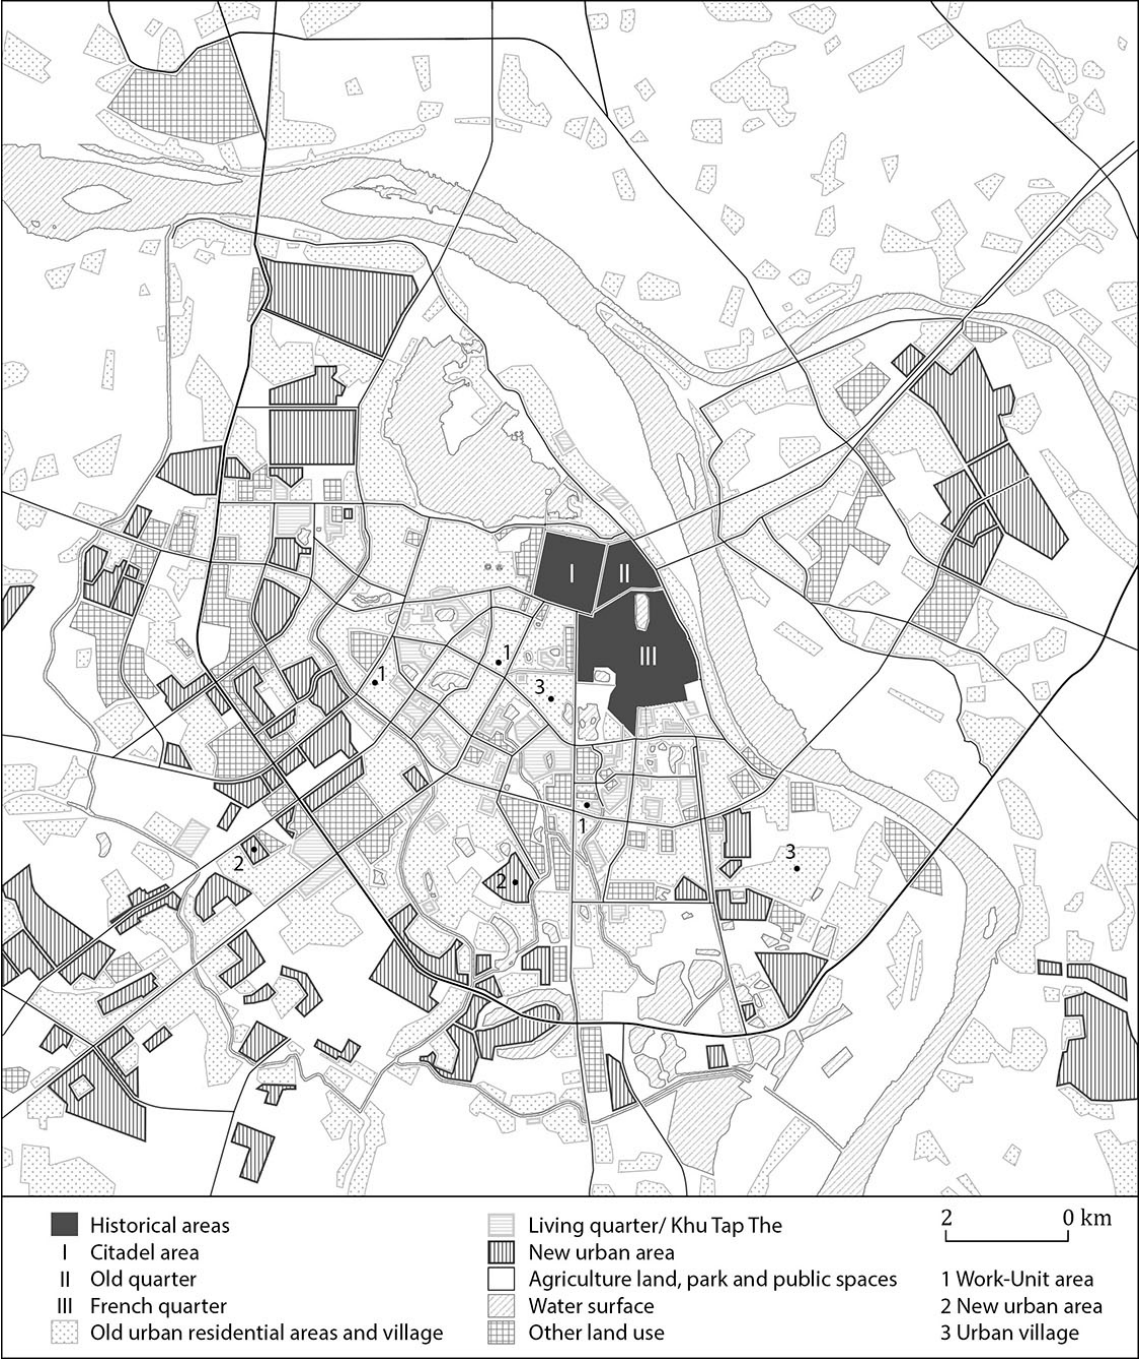 I
II
III
1
1
3
1
2
2
3
Historical areas
I Citadel area
II Old quarter
III French quarter
Old urban residential areas and village
Living quarter/ Khu Tap The
New urban area
Agriculture land, park and public spaces
Water surface
Other land use
2 0 km
1 Work-Unit area
2 New urban area
3 Urban village